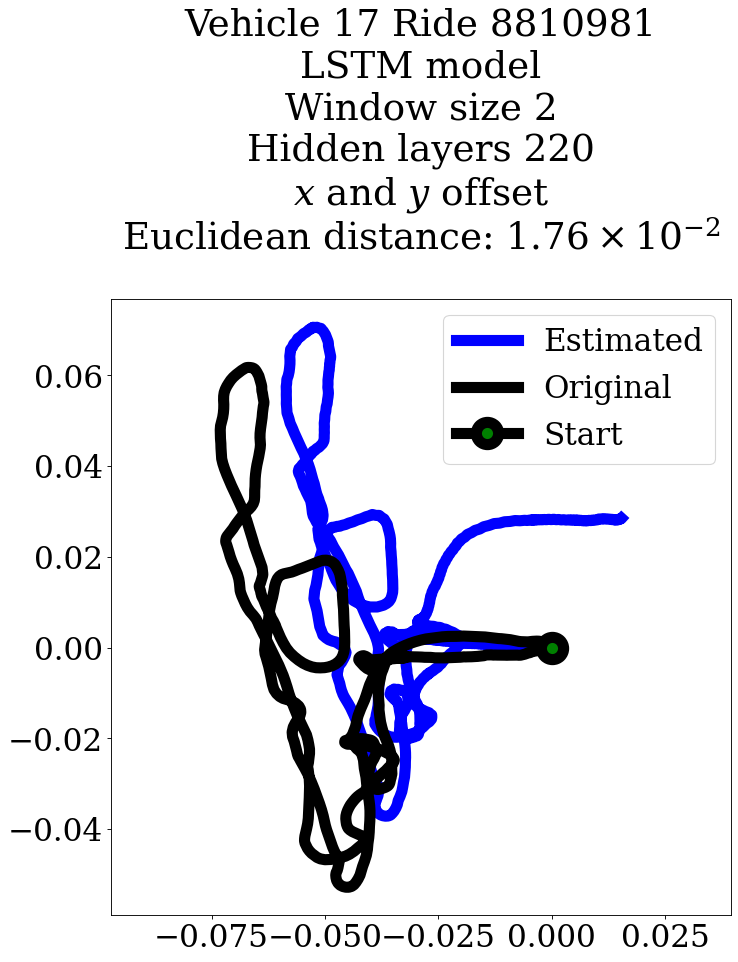 Vehicle 17 Ride 8810981
LSTM model
Window size 2
Hidden layers 220
x and y offset
Euclidean distance: 1.76 × 10⁻²
Estimated
Original
Start
0.06
0.04
0.02
0.00
−0.02
−0.04
−0.075 −0.050 −0.025 0.000 0.025